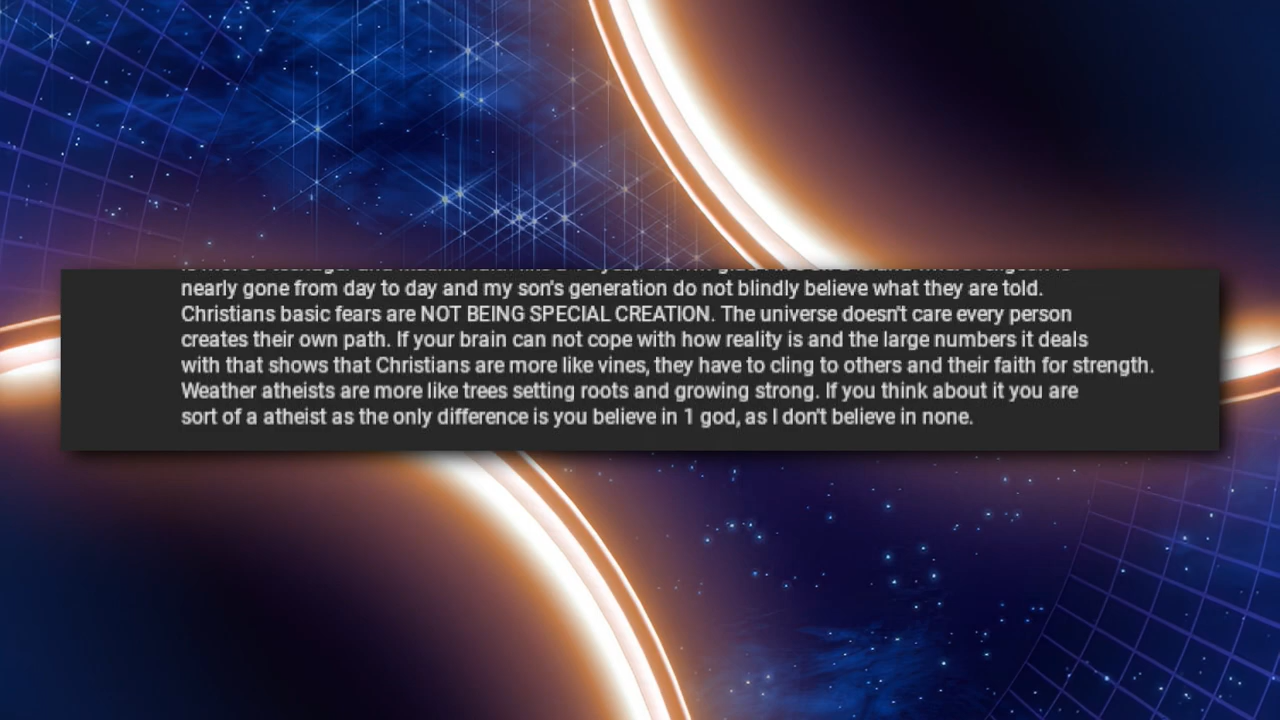 nearly gone from day to day and my son's generation do not blindly believe what they are told.
Christians basic fears are NOT BEING SPECIAL CREATION. The universe doesn't care every person
creates their own path. If your brain can not cope with how reality is and the large numbers it deals
with that shows that Christians are more like vines, they have to cling to others and their faith for strength.
Weather atheists are more like trees setting roots and growing strong. If you think about it you are
sort of a atheist as the only difference is you believe in 1 god, as I don't believe in none.